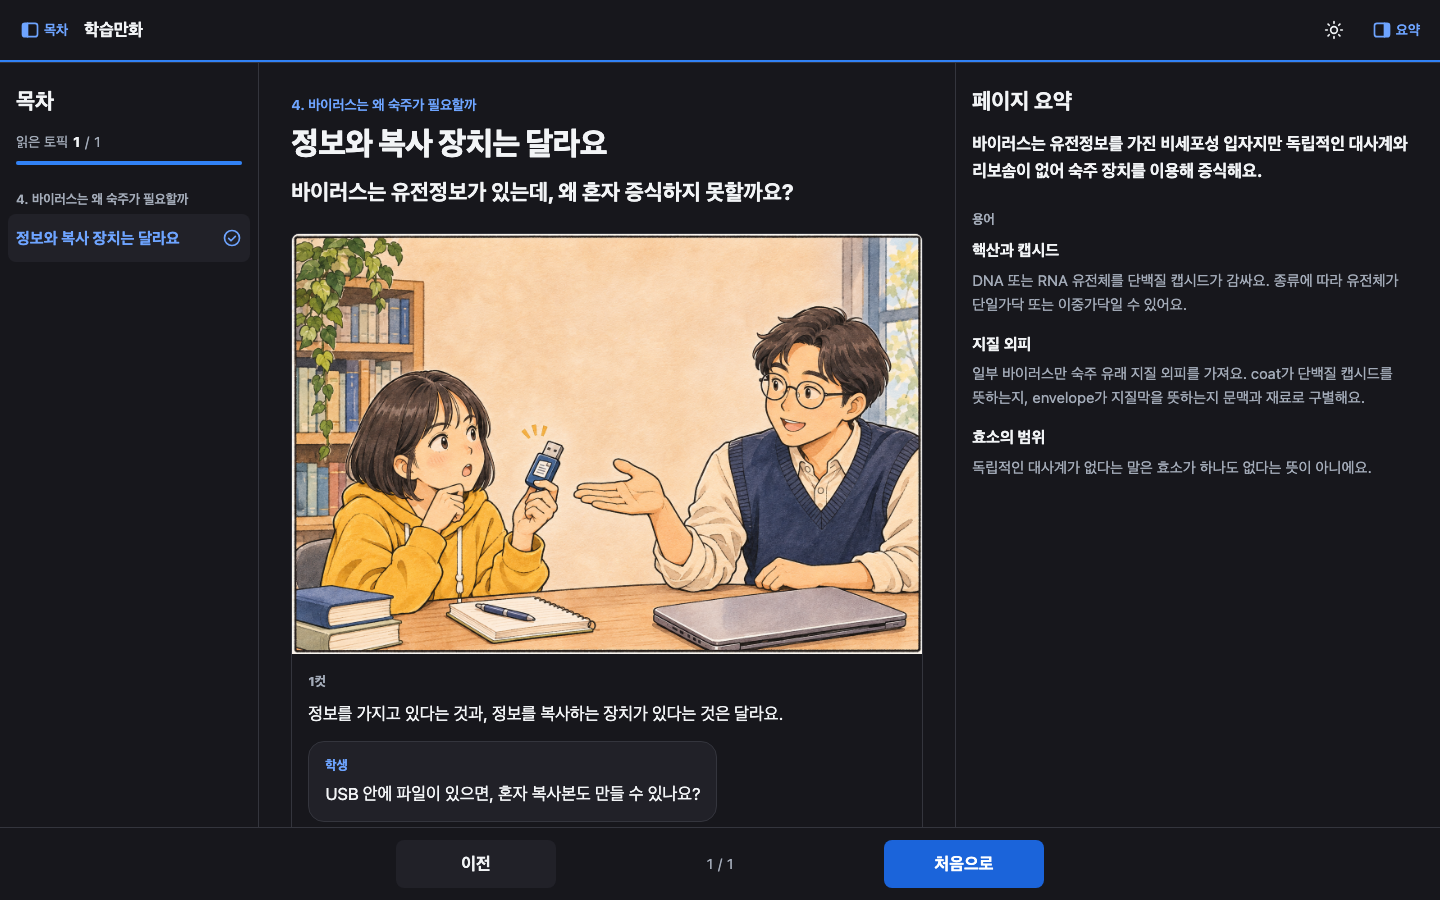 목차
학습만화
요약
목차
읽은 토픽 1 / 1
4. 바이러스는 왜 숙주가 필요할까
정보와 복사 장치는 달라요
4. 바이러스는 왜 숙주가 필요할까
정보와 복사 장치는 달라요
바이러스는 유전정보가 있는데, 왜 혼자 증식하지 못할까요?
1컷
정보를 가지고 있다는 것과, 정보를 복사하는 장치가 있다는 것은 달라요.
학생
USB 안에 파일이 있으면, 혼자 복사본도 만들 수 있나요?
페이지 요약
바이러스는 유전정보를 가진 비세포성 입자지만 독립적인 대사계와
리보솜이 없어 숙주 장치를 이용해 증식해요.
용어
핵산과 캡시드
DNA 또는 RNA 유전체를 단백질 캡시드가 감싸요. 종류에 따라 유전체가
단일가닥 또는 이중가닥일 수 있어요.
지질 외피
일부 바이러스만 숙주 유래 지질 외피를 가져요. coat가 단백질 캡시드를
뜻하는지, envelope가 지질막을 뜻하는지 문맥과 재료로 구별해요.
효소의 범위
독립적인 대사계가 없다는 말은 효소가 하나도 없다는 뜻이 아니에요.
이전
1 / 1
처음으로